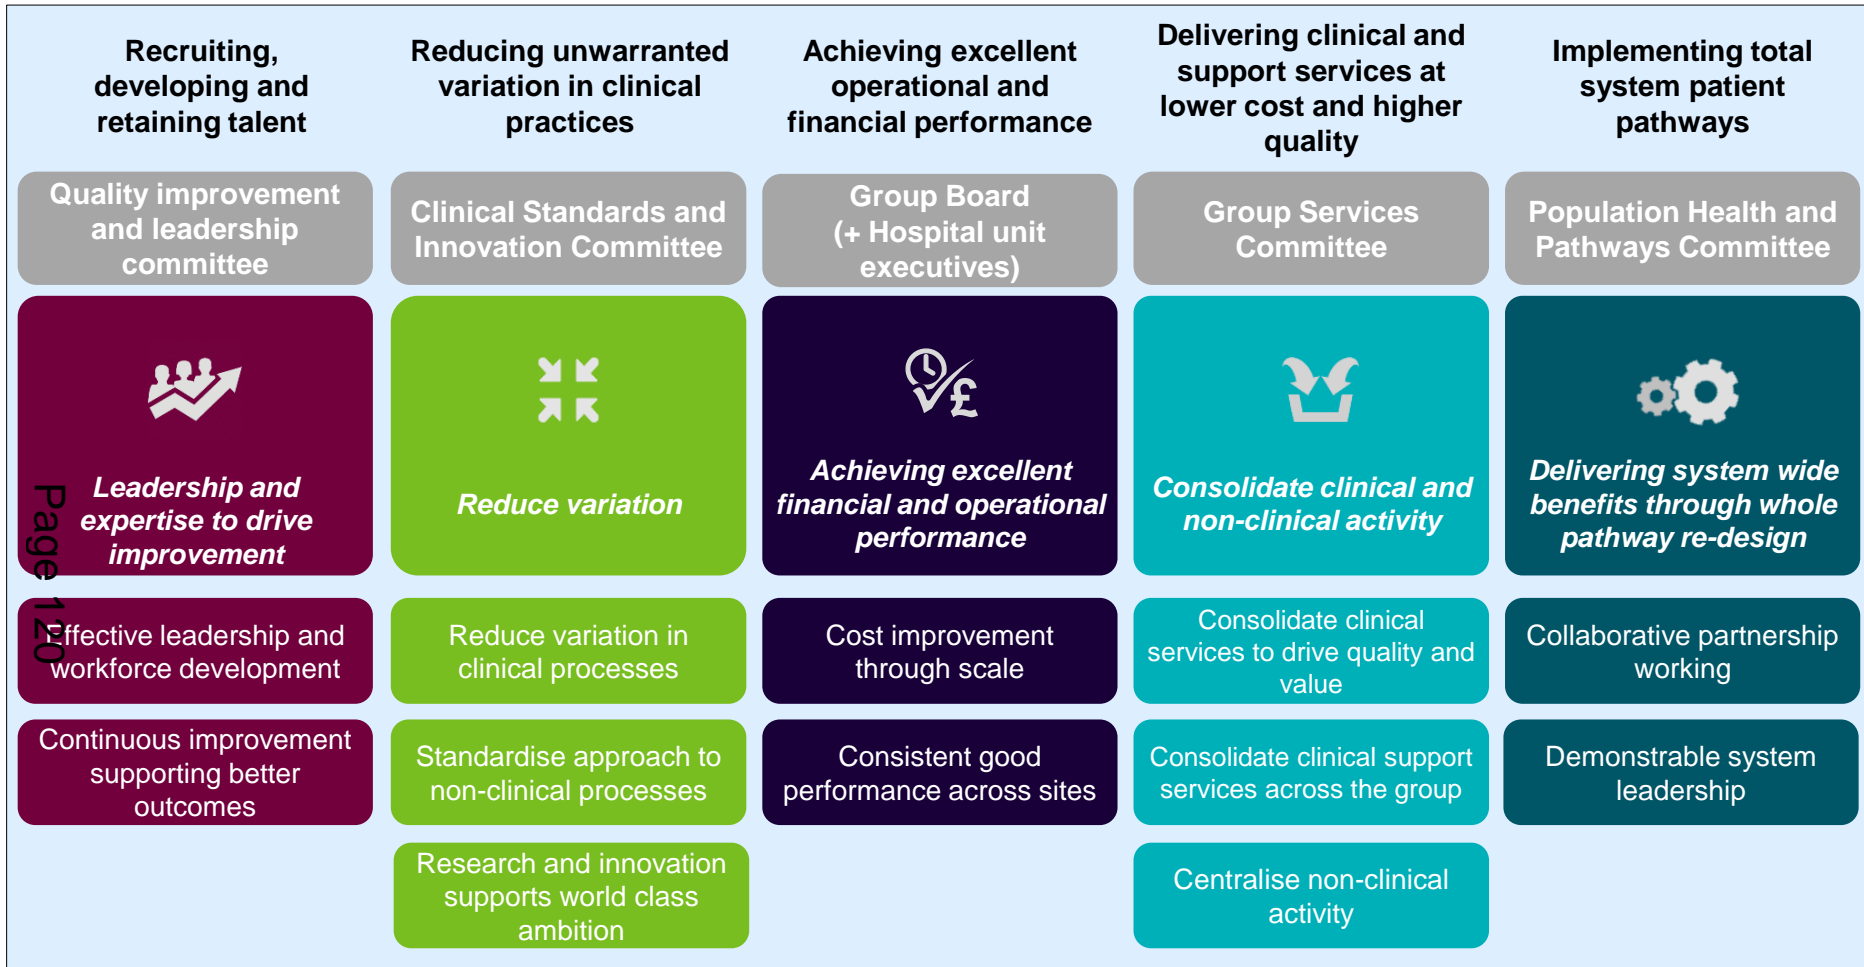 Recruiting,
developing and
retaining talent
Reducing unwarranted
variation in clinical
practices
Achieving excellent
operational and
financial performance
Delivering clinical and
support services at
lower cost and higher
quality
Implementing total
system patient
pathways
Quality improvement
and leadership
committee
Clinical Standards and
Innovation Committee
Group Board
(+ Hospital unit
executives)
Group Services
Committee
Population Health and
Pathways Committee
£
Leadership and
expertise to drive
improvement
Reduce variation
Achieving excellent
financial and operational
performance
Consolidate clinical and
non-clinical activity
Delivering system wide
benefits through whole
pathway re-design
Page 120
Effective leadership and
workforce development
Reduce variation in
clinical processes
Cost improvement
through scale
Consolidate clinical
services to drive quality and
value
Collaborative partnership
working
Continuous improvement
supporting better
outcomes
Standardise approach to
non-clinical processes
Consistent good
performance across sites
Consolidate clinical support
services across the group
Demonstrable system
leadership
Research and innovation
supports world class
ambition
Centralise non-clinical
activity